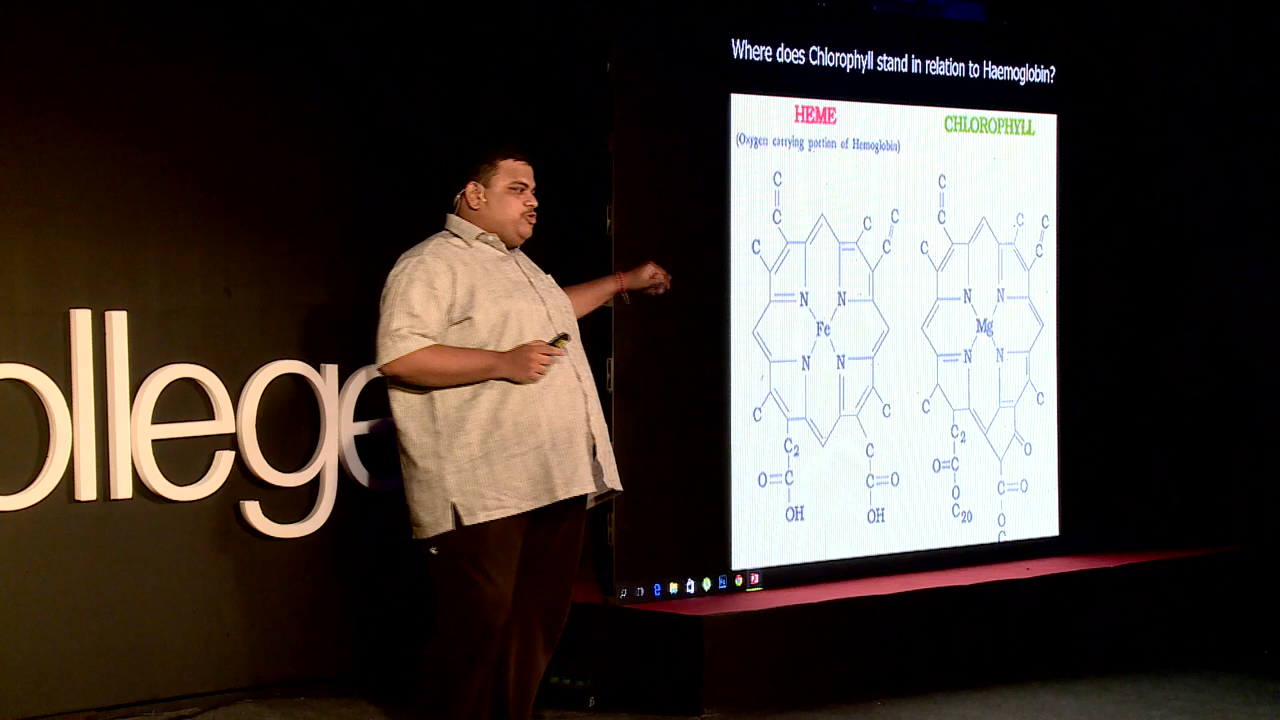 Where does Chlorophyll stand in relation to Haemoglobin?
HEME
CHLOROPHYLL
(Oxygen carrying portion of Hemoglobin)
C C
C C C C C C
C C
C C
N N N N
Fe Mg
N N N N
C C C C
C2 C C2
O
O=C C=O O=C
O C=O
OH OH C20 O
C
ollege